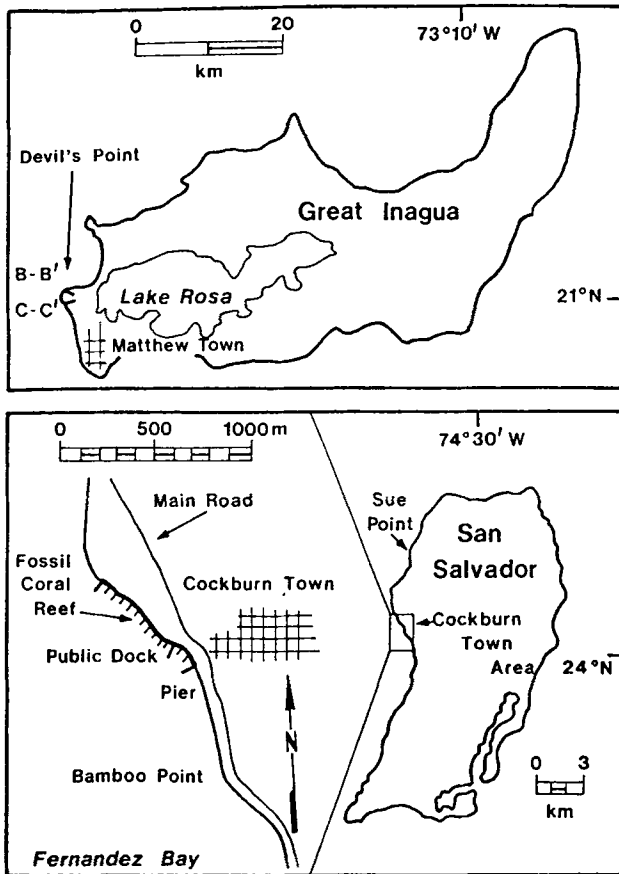 0 20
km
73°10' W
Devil's Point
Great Inagua
B-B'
C-C'
Lake Rosa
21°N
Matthew Town
0 500 1000m
74°30' W
Main Road
Sue
Point
San
Salvador
Fossil
Coral
Reef
Cockburn Town
Cockburn
Town
Area
Public Dock
24°N
Pier
N
Bamboo Point
0 3
km
Fernandez Bay